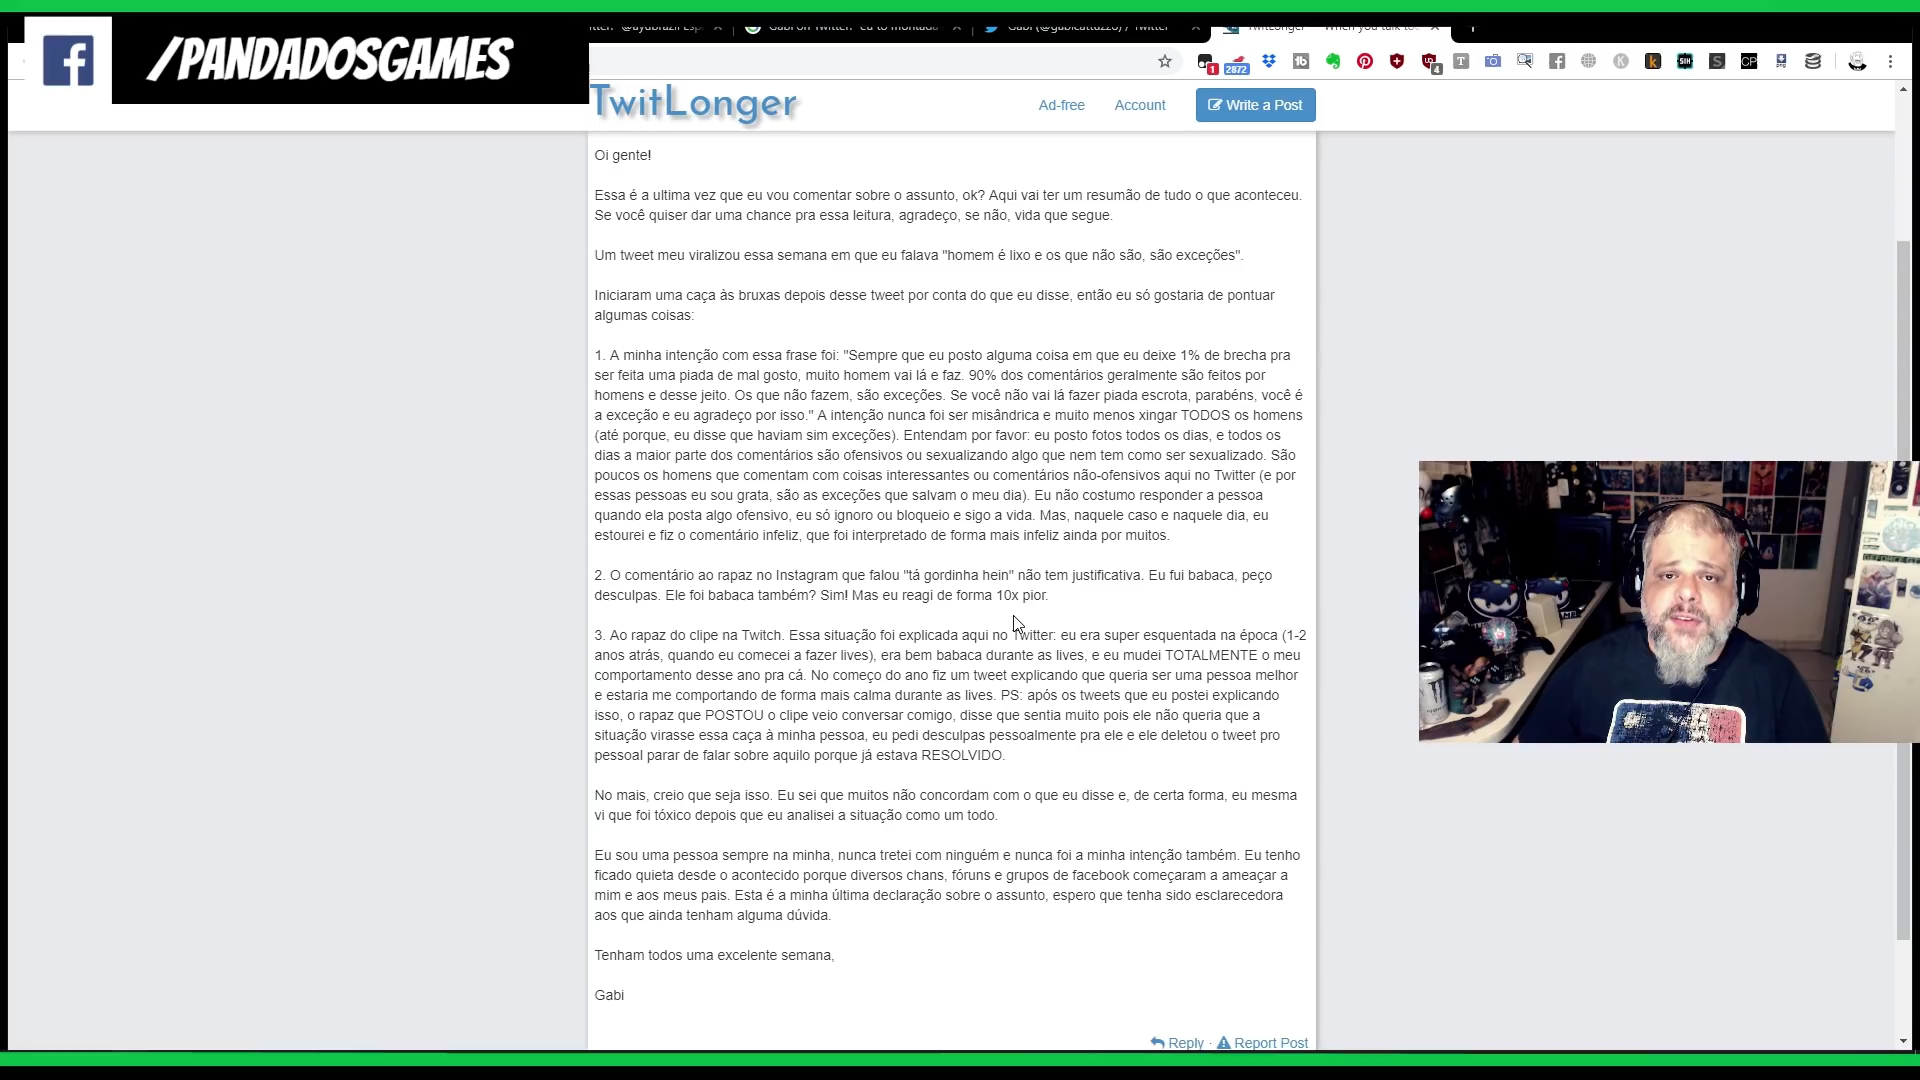 /PANDADOSGAMES
Gabi (@gabicattuzzo) / Twitter
1
2872
4
TwitLonger
Ad-free
Account
Write a Post
Oi gente!
Essa é a ultima vez que eu vou comentar sobre o assunto, ok? Aqui vai ter um resumão de tudo o que aconteceu.
Se você quiser dar uma chance pra essa leitura, agradeço, se não, vida que segue.
Um tweet meu viralizou essa semana em que eu falava "homem é lixo e os que não são, são exceções".
Iniciaram uma caça às bruxas depois desse tweet por conta do que eu disse, então eu só gostaria de pontuar
algumas coisas:
1. A minha intenção com essa frase foi: "Sempre que eu posto alguma coisa em que eu deixe 1% de brecha pra
ser feita uma piada de mal gosto, muito homem vai lá e faz. 90% dos comentários geralmente são feitos por
homens e desse jeito. Os que não fazem, são exceções. Se você não vai lá fazer piada escrota, parabéns, você é
a exceção e eu agradeço por isso." A intenção nunca foi ser misândrica e muito menos xingar TODOS os homens
(até porque, eu disse que haviam sim exceções). Entendam por favor: eu posto fotos todos os dias, e todos os
dias a maior parte dos comentários são ofensivos ou sexualizando algo que nem tem como ser sexualizado. São
poucos os homens que comentam com coisas interessantes ou comentários não-ofensivos aqui no Twitter (e por
essas pessoas eu sou grata, são as exceções que salvam o meu dia). Eu não costumo responder a pessoa
quando ela posta algo ofensivo, eu só ignoro ou bloqueio e sigo a vida. Mas, naquele caso e naquele dia, eu
estourei e fiz o comentário infeliz, que foi interpretado de forma mais infeliz ainda por muitos.
2. O comentário ao rapaz no Instagram que falou "tá gordinha hein" não tem justificativa. Eu fui babaca, peço
desculpas. Ele foi babaca também? Sim! Mas eu reagi de forma 10x pior.
3. Ao rapaz do clipe na Twitch. Essa situação foi explicada aqui no Twitter: eu era super esquentada na época (1-2
anos atrás, quando eu comecei a fazer lives), era bem babaca durante as lives, e eu mudei TOTALMENTE o meu
comportamento desse ano pra cá. No começo do ano fiz um tweet explicando que queria ser uma pessoa melhor
e estaria me comportando de forma mais calma durante as lives. PS: após os tweets que eu postei explicando
isso, o rapaz que POSTOU o clipe veio conversar comigo, disse que sentia muito pois ele não queria que a
situação virasse essa caça à minha pessoa, eu pedi desculpas pessoalmente pra ele e ele deletou o tweet pro
pessoal parar de falar sobre aquilo porque já estava RESOLVIDO.
No mais, creio que seja isso. Eu sei que muitos não concordam com o que eu disse e, de certa forma, eu mesma
vi que foi tóxico depois que eu analisei a situação como um todo.
Eu sou uma pessoa sempre na minha, nunca tretei com ninguém e nunca foi a minha intenção também. Eu tenho
ficado quieta desde o acontecido porque diversos chans, fóruns e grupos de facebook começaram a ameaçar a
mim e aos meus pais. Esta é a minha última declaração sobre o assunto, espero que tenha sido esclarecedora
aos que ainda tenham alguma dúvida.
Tenham todos uma excelente semana,
Gabi
Reply · Report Post